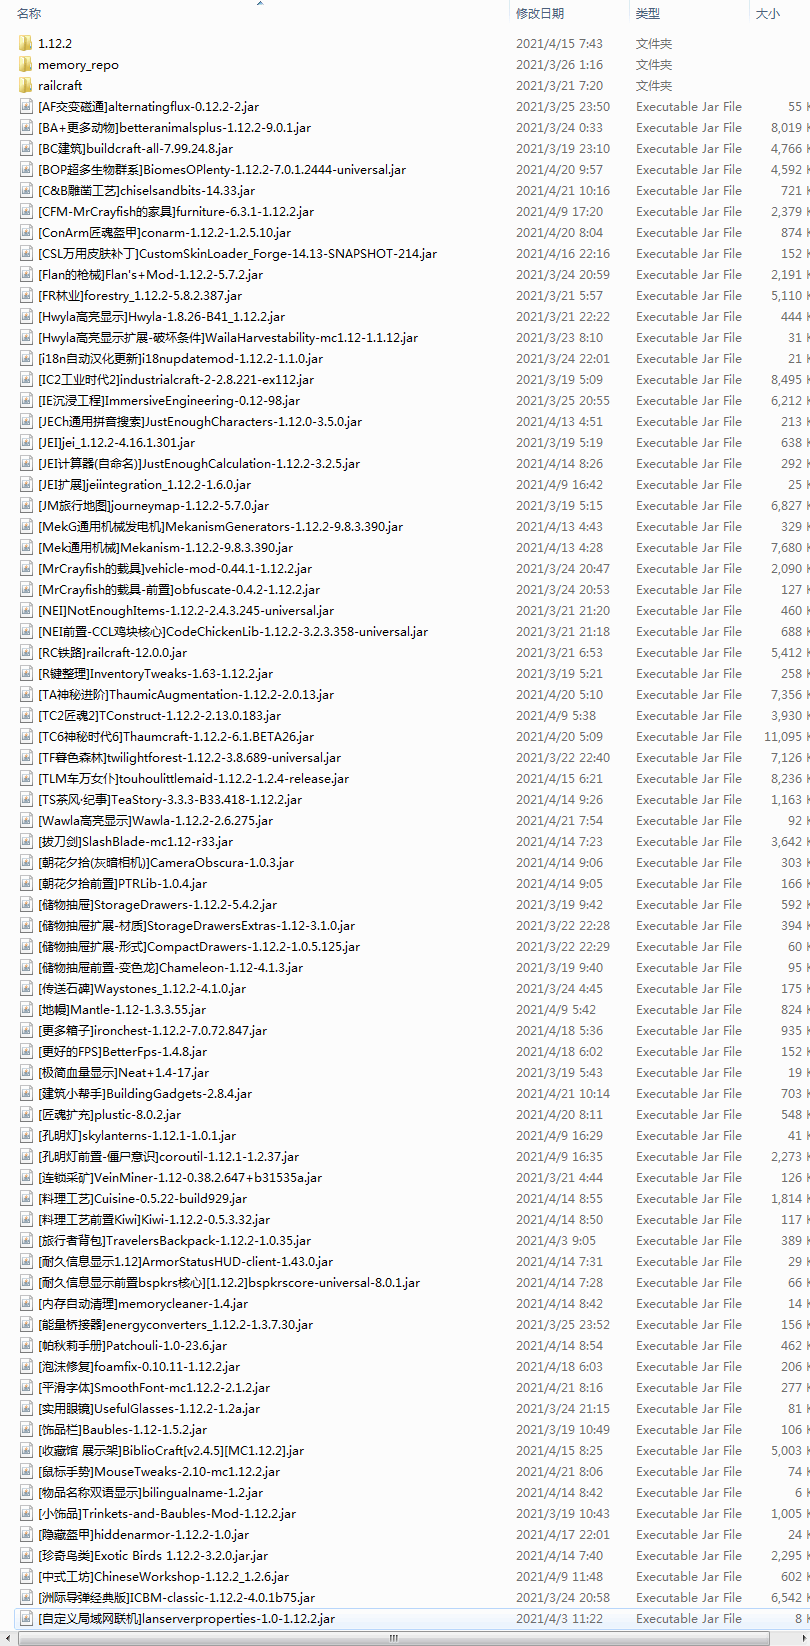 名称 修改日期 类型 大小
1.12.2 2021/4/15 7:43 文件夹
memory_repo 2021/3/26 1:16 文件夹
railcraft 2021/3/21 7:20 文件夹
[AF交变磁通]alternatingflux-0.12.2-2.jar 2021/3/25 23:50 Executable Jar File 55 K
[BA+更多动物]betteranimalsplus-1.12.2-9.0.1.jar 2021/3/24 0:33 Executable Jar File 8,019 K
[BC建筑]buildcraft-all-7.99.24.8.jar 2021/3/19 23:10 Executable Jar File 4,766 K
[BOP超多生物群系]BiomesOPlenty-1.12.2-7.0.1.2444-universal.jar 2021/4/20 9:57 Executable Jar File 4,592 K
[C&B雕凿工艺]chiselsandbits-14.33.jar 2021/4/21 10:16 Executable Jar File 721 K
[CFM-MrCrayfish的家具]furniture-6.3.1-1.12.2.jar 2021/4/9 17:20 Executable Jar File 2,379 K
[ConArm匠魂盔甲]conarm-1.12.2-1.2.5.10.jar 2021/4/20 8:04 Executable Jar File 874 K
[CSL万用皮肤补丁]CustomSkinLoader_Forge-14.13-SNAPSHOT-214.jar 2021/4/16 22:16 Executable Jar File 152 K
[Flan的枪械]Flan's+Mod-1.12.2-5.7.2.jar 2021/3/24 20:59 Executable Jar File 2,191 K
[FR林业]forestry_1.12.2-5.8.2.387.jar 2021/3/21 5:57 Executable Jar File 5,110 K
[Hwyla高亮显示]Hwyla-1.8.26-B41_1.12.2.jar 2021/3/21 22:22 Executable Jar File 444 K
[Hwyla高亮显示扩展-破坏条件]WailaHarvestability-mc1.12-1.1.12.jar 2021/3/23 8:10 Executable Jar File 31 K
[i18n自动汉化更新]i18nupdatemod-1.12.2-1.1.0.jar 2021/3/24 22:01 Executable Jar File 21 K
[IC2工业时代2]industrialcraft-2-2.8.221-ex112.jar 2021/3/19 5:09 Executable Jar File 8,495 K
[IE沉浸工程]ImmersiveEngineering-0.12-98.jar 2021/3/25 20:55 Executable Jar File 6,212 K
[JECh通用拼音搜索]JustEnoughCharacters-1.12.0-3.5.0.jar 2021/4/13 4:51 Executable Jar File 213 K
[JEI]jei_1.12.2-4.16.1.301.jar 2021/3/19 5:19 Executable Jar File 638 K
[JEI计算器(自命名)]JustEnoughCalculation-1.12.2-3.2.5.jar 2021/4/14 8:26 Executable Jar File 292 K
[JEI扩展]jeiintegration_1.12.2-1.6.0.jar 2021/4/9 16:42 Executable Jar File 25 K
[JM旅行地图]journeymap-1.12.2-5.7.0.jar 2021/3/19 5:15 Executable Jar File 6,827 K
[MekG通用机械发电机]MekanismGenerators-1.12.2-9.8.3.390.jar 2021/4/13 4:43 Executable Jar File 329 K
[Mek通用机械]Mekanism-1.12.2-9.8.3.390.jar 2021/4/13 4:28 Executable Jar File 7,680 K
[MrCrayfish的载具]vehicle-mod-0.44.1-1.12.2.jar 2021/3/24 20:47 Executable Jar File 2,090 K
[MrCrayfish的载具-前置]obfuscate-0.4.2-1.12.2.jar 2021/3/24 20:53 Executable Jar File 127 K
[NEI]NotEnoughItems-1.12.2-2.4.3.245-universal.jar 2021/3/21 21:20 Executable Jar File 460 K
[NEI前置-CCL鸡块核心]CodeChickenLib-1.12.2-3.2.3.358-universal.jar 2021/3/21 21:18 Executable Jar File 688 K
[RC铁路]railcraft-12.0.0.jar 2021/3/21 6:53 Executable Jar File 5,412 K
[R键整理]InventoryTweaks-1.63-1.12.2.jar 2021/3/19 5:21 Executable Jar File 258 K
[TA神秘进阶]ThaumicAugmentation-1.12.2-2.0.13.jar 2021/4/20 5:10 Executable Jar File 7,356 K
[TC2匠魂2]TConstruct-1.12.2-2.13.0.183.jar 2021/4/9 5:38 Executable Jar File 3,930 K
[TC6神秘时代6]Thaumcraft-1.12.2-6.1.BETA26.jar 2021/4/20 5:09 Executable Jar File 11,095 K
[TF暮色森林]twilightforest-1.12.2-3.8.689-universal.jar 2021/3/22 22:40 Executable Jar File 7,126 K
[TLM车万女仆]touhoulittlemaid-1.12.2-1.2.4-release.jar 2021/4/15 6:21 Executable Jar File 8,236 K
[TS茶风·纪事]TeaStory-3.3.3-B33.418-1.12.2.jar 2021/4/14 9:26 Executable Jar File 1,163 K
[Wawla高亮显示]Wawla-1.12.2-2.6.275.jar 2021/4/21 7:54 Executable Jar File 92 K
[拔刀剑]SlashBlade-mc1.12-r33.jar 2021/4/14 7:23 Executable Jar File 3,642 K
[朝花夕拾(灰暗相机)]CameraObscura-1.0.3.jar 2021/4/14 9:06 Executable Jar File 303 K
[朝花夕拾前置]PTRLib-1.0.4.jar 2021/4/14 9:05 Executable Jar File 166 K
[储物抽屉]StorageDrawers-1.12.2-5.4.2.jar 2021/3/19 9:42 Executable Jar File 592 K
[储物抽屉扩展-材质]StorageDrawersExtras-1.12-3.1.0.jar 2021/3/22 22:28 Executable Jar File 394 K
[储物抽屉扩展-形式]CompactDrawers-1.12.2-1.0.5.125.jar 2021/3/22 22:29 Executable Jar File 60 K
[储物抽屉前置-变色龙]Chameleon-1.12-4.1.3.jar 2021/3/19 9:40 Executable Jar File 95 K
[传送石碑]Waystones_1.12.2-4.1.0.jar 2021/3/24 4:45 Executable Jar File 175 K
[地幔]Mantle-1.12-1.3.3.55.jar 2021/4/9 5:42 Executable Jar File 824 K
[更多箱子]ironchest-1.12.2-7.0.72.847.jar 2021/4/18 5:36 Executable Jar File 935 K
[更好的FPS]BetterFps-1.4.8.jar 2021/4/18 6:02 Executable Jar File 152 K
[极简血量显示]Neat+1.4-17.jar 2021/3/19 5:43 Executable Jar File 19 K
[建筑小帮手]BuildingGadgets-2.8.4.jar 2021/4/21 10:14 Executable Jar File 703 K
[匠魂扩充]plustic-8.0.2.jar 2021/4/20 8:11 Executable Jar File 548 K
[孔明灯]skylanterns-1.12.1-1.0.1.jar 2021/4/9 16:29 Executable Jar File 41 K
[孔明灯前置-僵尸意识]coroutil-1.12.1-1.2.37.jar 2021/4/9 16:35 Executable Jar File 2,273 K
[连锁采矿]VeinMiner-1.12-0.38.2.647+b31535a.jar 2021/3/21 4:44 Executable Jar File 126 K
[料理工艺]Cuisine-0.5.22-build929.jar 2021/4/14 8:55 Executable Jar File 1,814 K
[料理工艺前置Kiwi]Kiwi-1.12.2-0.5.3.32.jar 2021/4/14 8:50 Executable Jar File 117 K
[旅行者背包]TravelersBackpack-1.12.2-1.0.35.jar 2021/4/3 9:05 Executable Jar File 389 K
[耐久信息显示1.12]ArmorStatusHUD-client-1.43.0.jar 2021/4/14 7:31 Executable Jar File 29 K
[耐久信息显示前置bspkrs核心][1.12.2]bspkrscore-universal-8.0.1.jar 2021/4/14 7:28 Executable Jar File 66 K
[内存自动清理]memorycleaner-1.4.jar 2021/4/14 8:42 Executable Jar File 14 K
[能量桥接器]energyconverters_1.12.2-1.3.7.30.jar 2021/3/25 23:52 Executable Jar File 156 K
[帕秋莉手册]Patchouli-1.0-23.6.jar 2021/4/14 8:54 Executable Jar File 462 K
[泡沫修复]foamfix-0.10.11-1.12.2.jar 2021/4/18 6:03 Executable Jar File 206 K
[平滑字体]SmoothFont-mc1.12.2-2.1.2.jar 2021/4/21 8:16 Executable Jar File 277 K
[实用眼镜]UsefulGlasses-1.12.2-1.2a.jar 2021/3/24 21:15 Executable Jar File 81 K
[饰品栏]Baubles-1.12-1.5.2.jar 2021/3/19 10:49 Executable Jar File 106 K
[收藏馆 展示架]BiblioCraft[v2.4.5][MC1.12.2].jar 2021/4/15 8:25 Executable Jar File 5,003 K
[鼠标手势]MouseTweaks-2.10-mc1.12.2.jar 2021/4/21 8:06 Executable Jar File 74 K
[物品名称双语显示]bilingualname-1.2.jar 2021/4/14 8:42 Executable Jar File 6 K
[小饰品]Trinkets-and-Baubles-Mod-1.12.2.jar 2021/3/19 10:43 Executable Jar File 1,005 K
[隐藏盔甲]hiddenarmor-1.12.2-1.0.jar 2021/4/17 22:01 Executable Jar File 24 K
[珍奇鸟类]Exotic Birds 1.12.2-3.2.0.jar.jar 2021/4/14 7:40 Executable Jar File 2,295 K
[中式工坊]ChineseWorkshop-1.12.2_1.2.6.jar 2021/4/9 11:48 Executable Jar File 602 K
[洲际导弹经典版]ICBM-classic-1.12.2-4.0.1b75.jar 2021/3/24 20:58 Executable Jar File 6,542 K
[自定义局域网联机]lanserverproperties-1.0-1.12.2.jar 2021/4/3 11:22 Executable Jar File 8 K